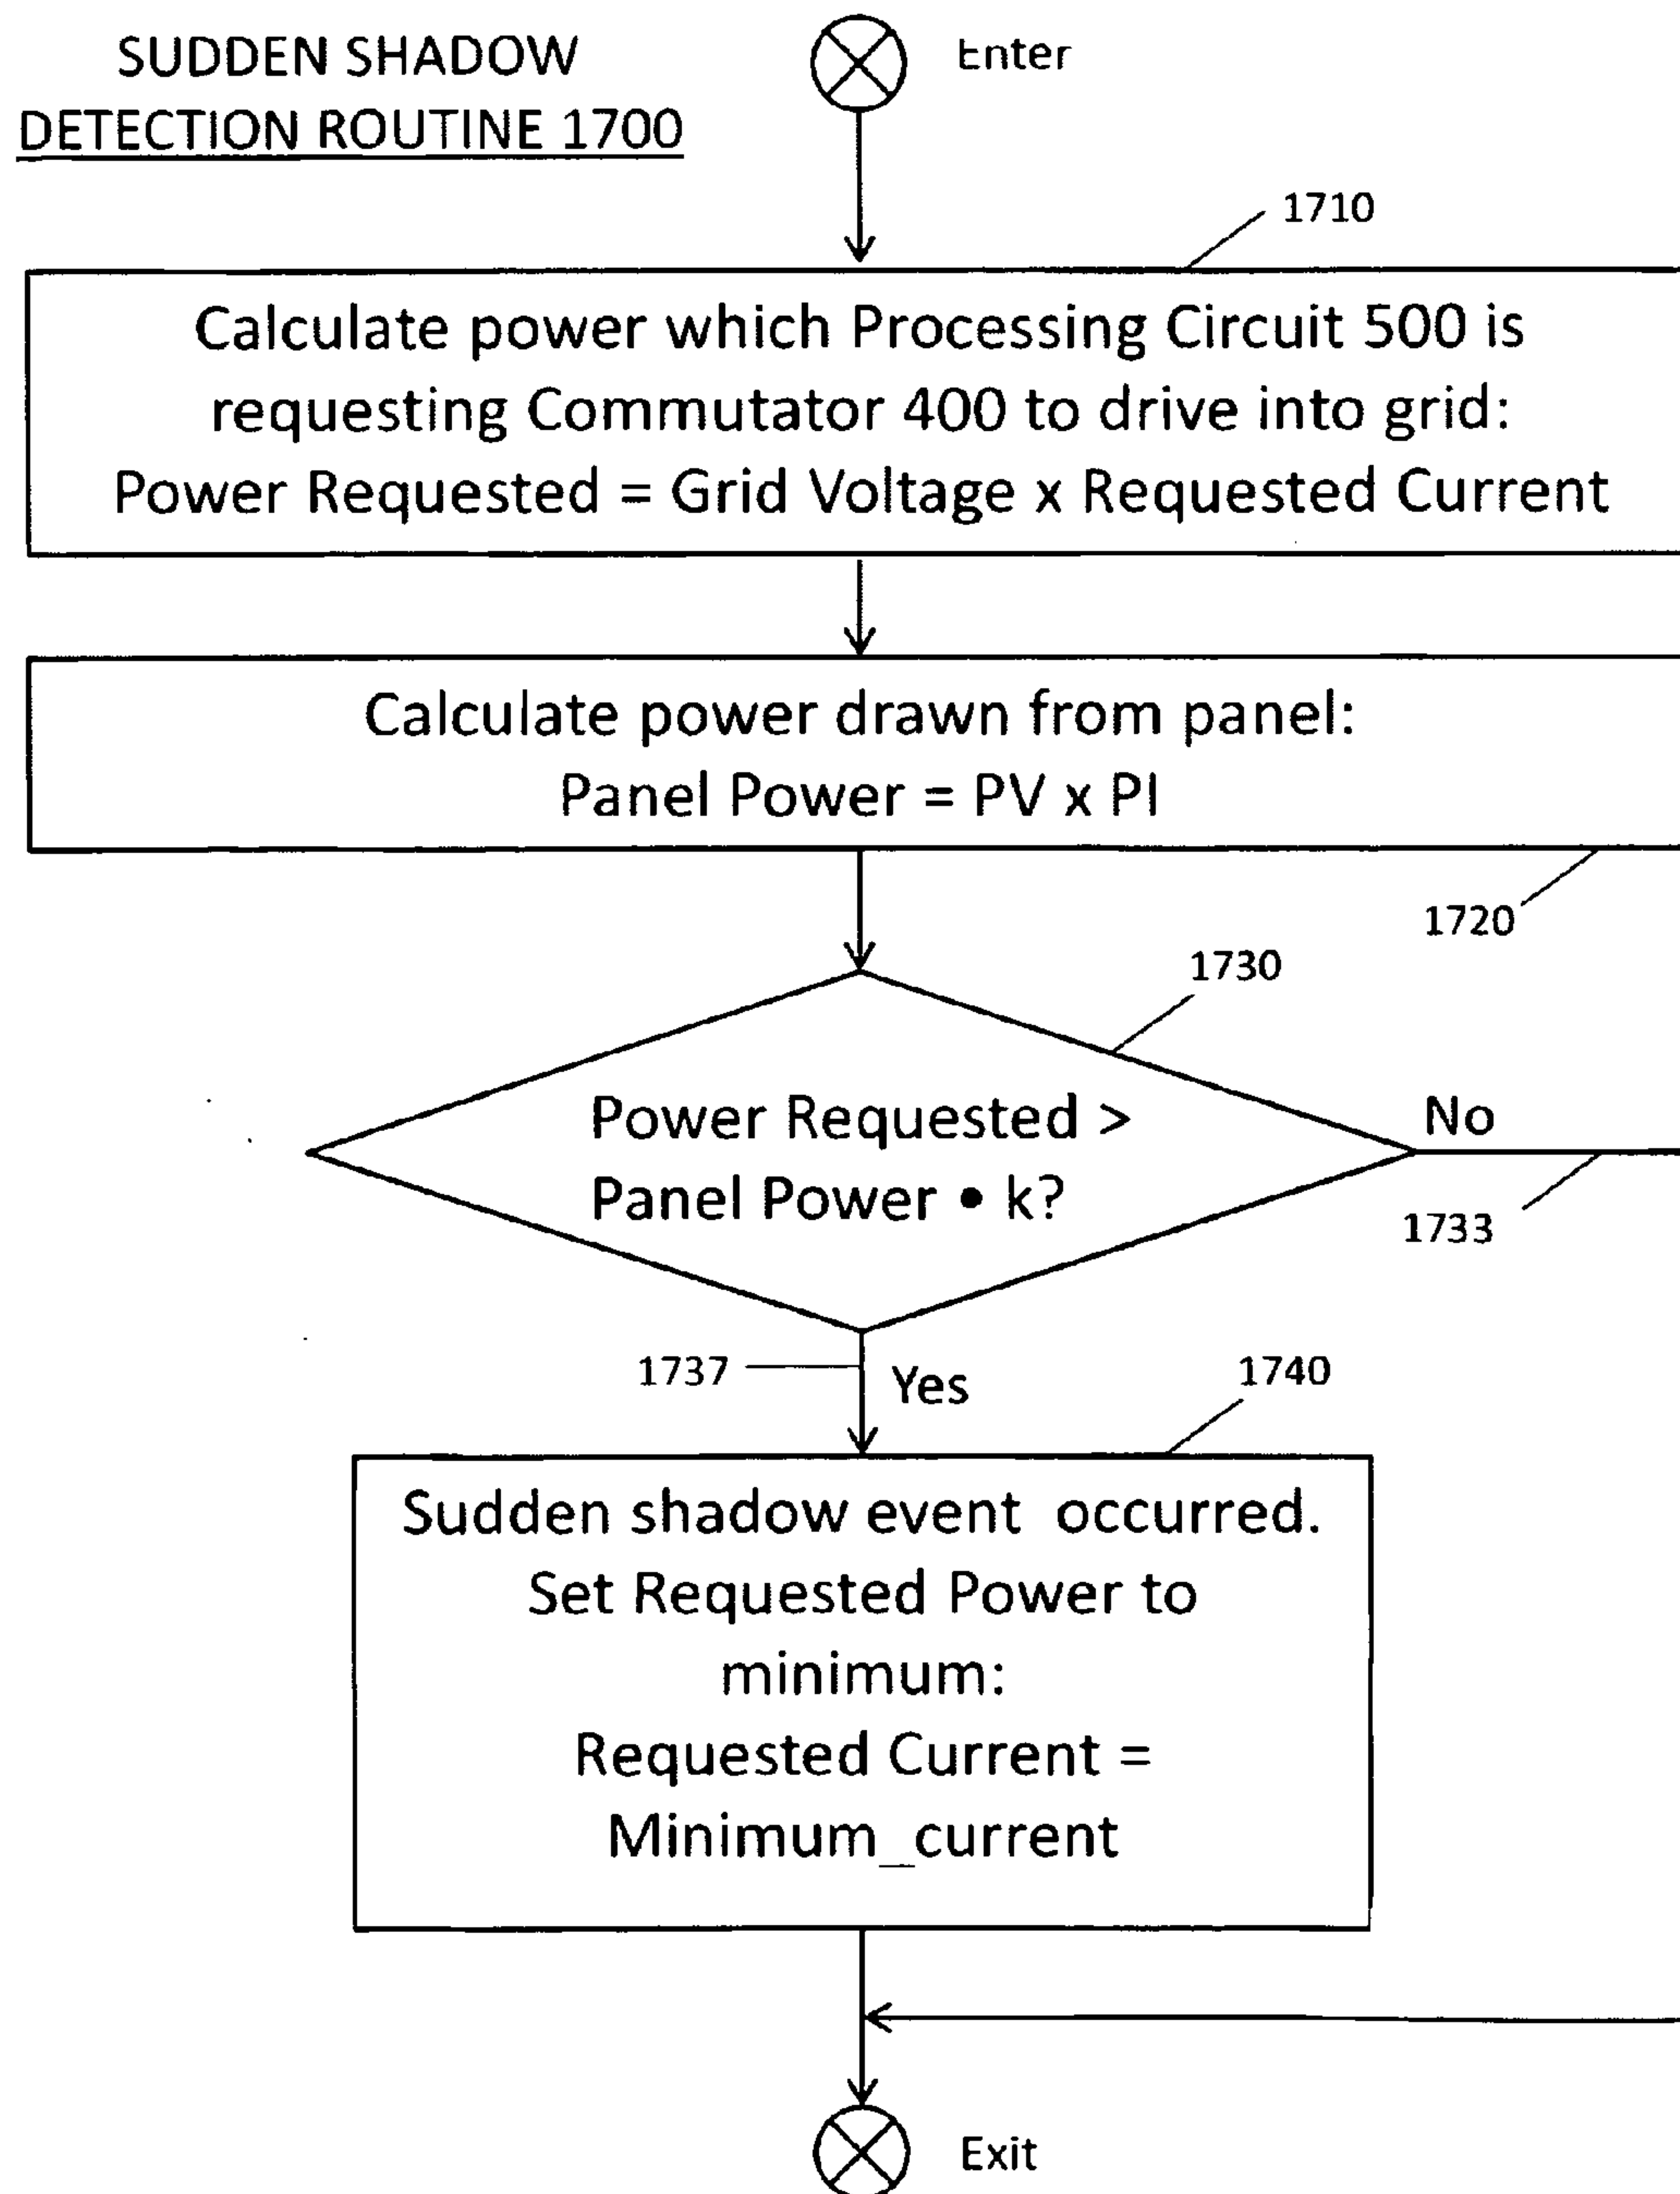 SUDDEN SHADOW
DETECTION ROUTINE 1700
Enter
1710
Calculate power which Processing Circuit 500 is
requesting Commutator 400 to drive into grid:
Power Requested = Grid Voltage x Requested Current
Calculate power drawn from panel:
Panel Power = PV x PI
1720
1730
Power Requested >
Panel Power • k?
No
1733
1737
Yes
1740
Sudden shadow event occurred.
Set Requested Power to
minimum:
Requested Current =
Minimum_current
Exit